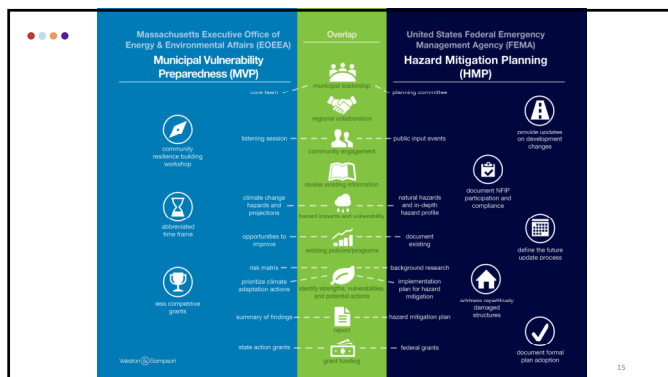 Massachusetts Executive Office of
Energy & Environmental Affairs (EOEEA)
Municipal Vulnerability
Preparedness (MVP)
Overlap
United States Federal Emergency
Management Agency (FEMA)
Hazard Mitigation Planning
(HMP)
core team
municipal leadership
planning committee
regional collaboration
provide updates
on development
changes
community
resilience building
workshop
listening session
community engagement
public input events
review existing information
document NFIP
participation and
compliance
climate change
hazards and
projections
hazard impacts and vulnerability
natural hazards
and in-depth
hazard profile
abbreviated
time frame
opportunities to
improve
existing policies/programs
document
existing
define the future
update process
risk matrix
background research
prioritize climate
adaptation actions
identify strengths, vulnerabilities,
and potential actions
implementation
plan for hazard
mitigation
less competitive
grants
address repetitively
damaged
structures
summary of findings
report
hazard mitigation plan
state action grants
grant funding
federal grants
document formal
plan adoption
Weston & Sampson
15